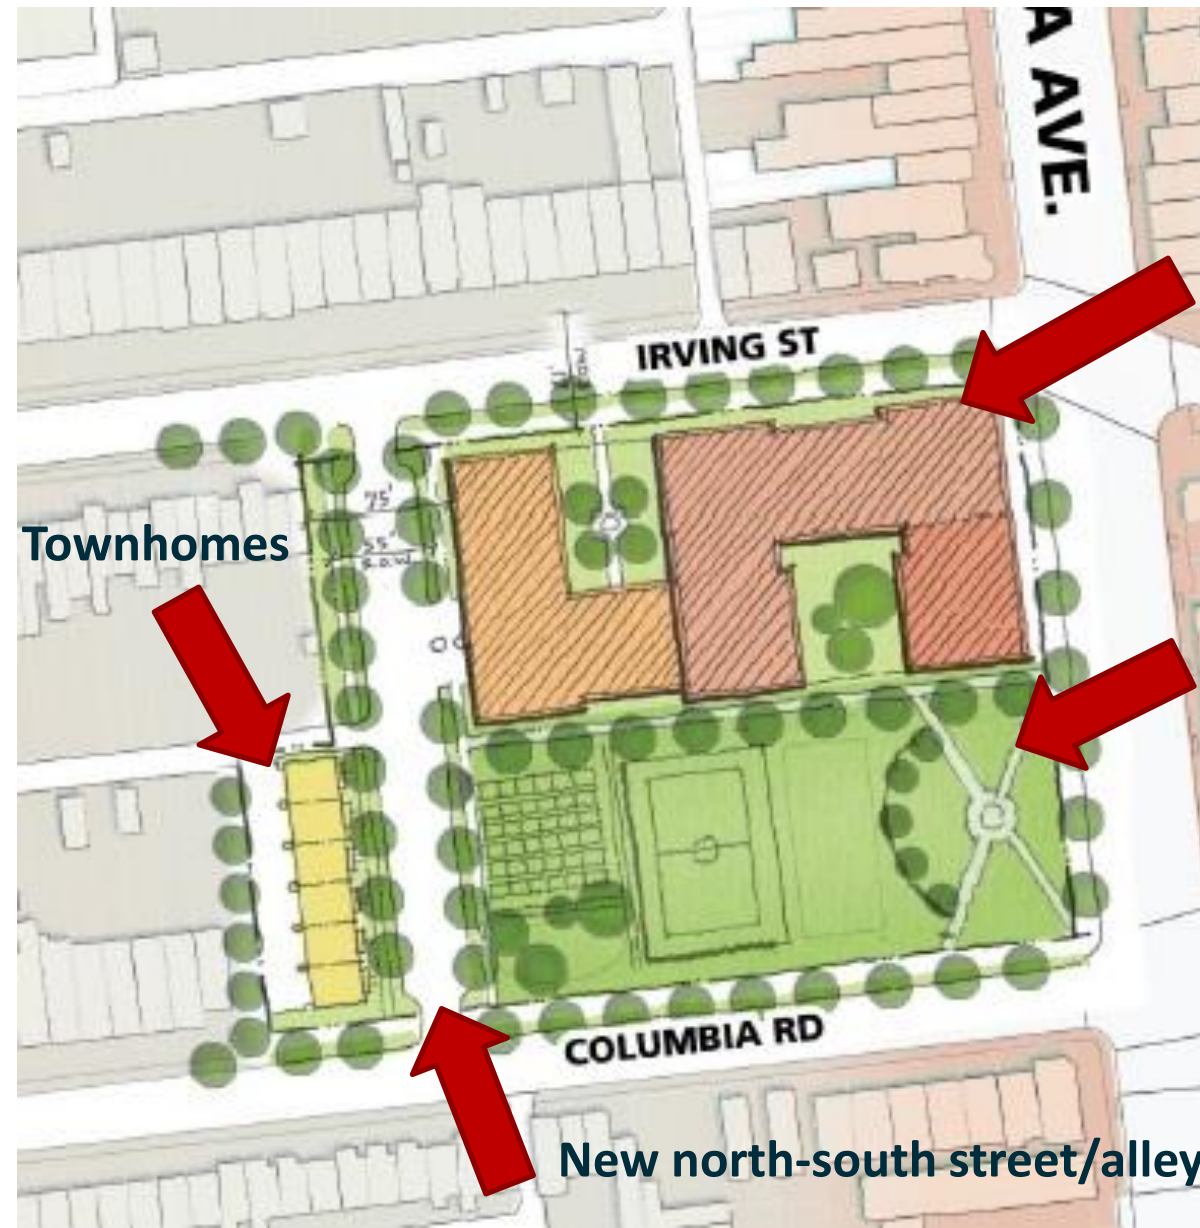 A AVE.
IRVING ST
75'
55'
R.O.W
Townhomes
COLUMBIA RD
New north-south street/alley